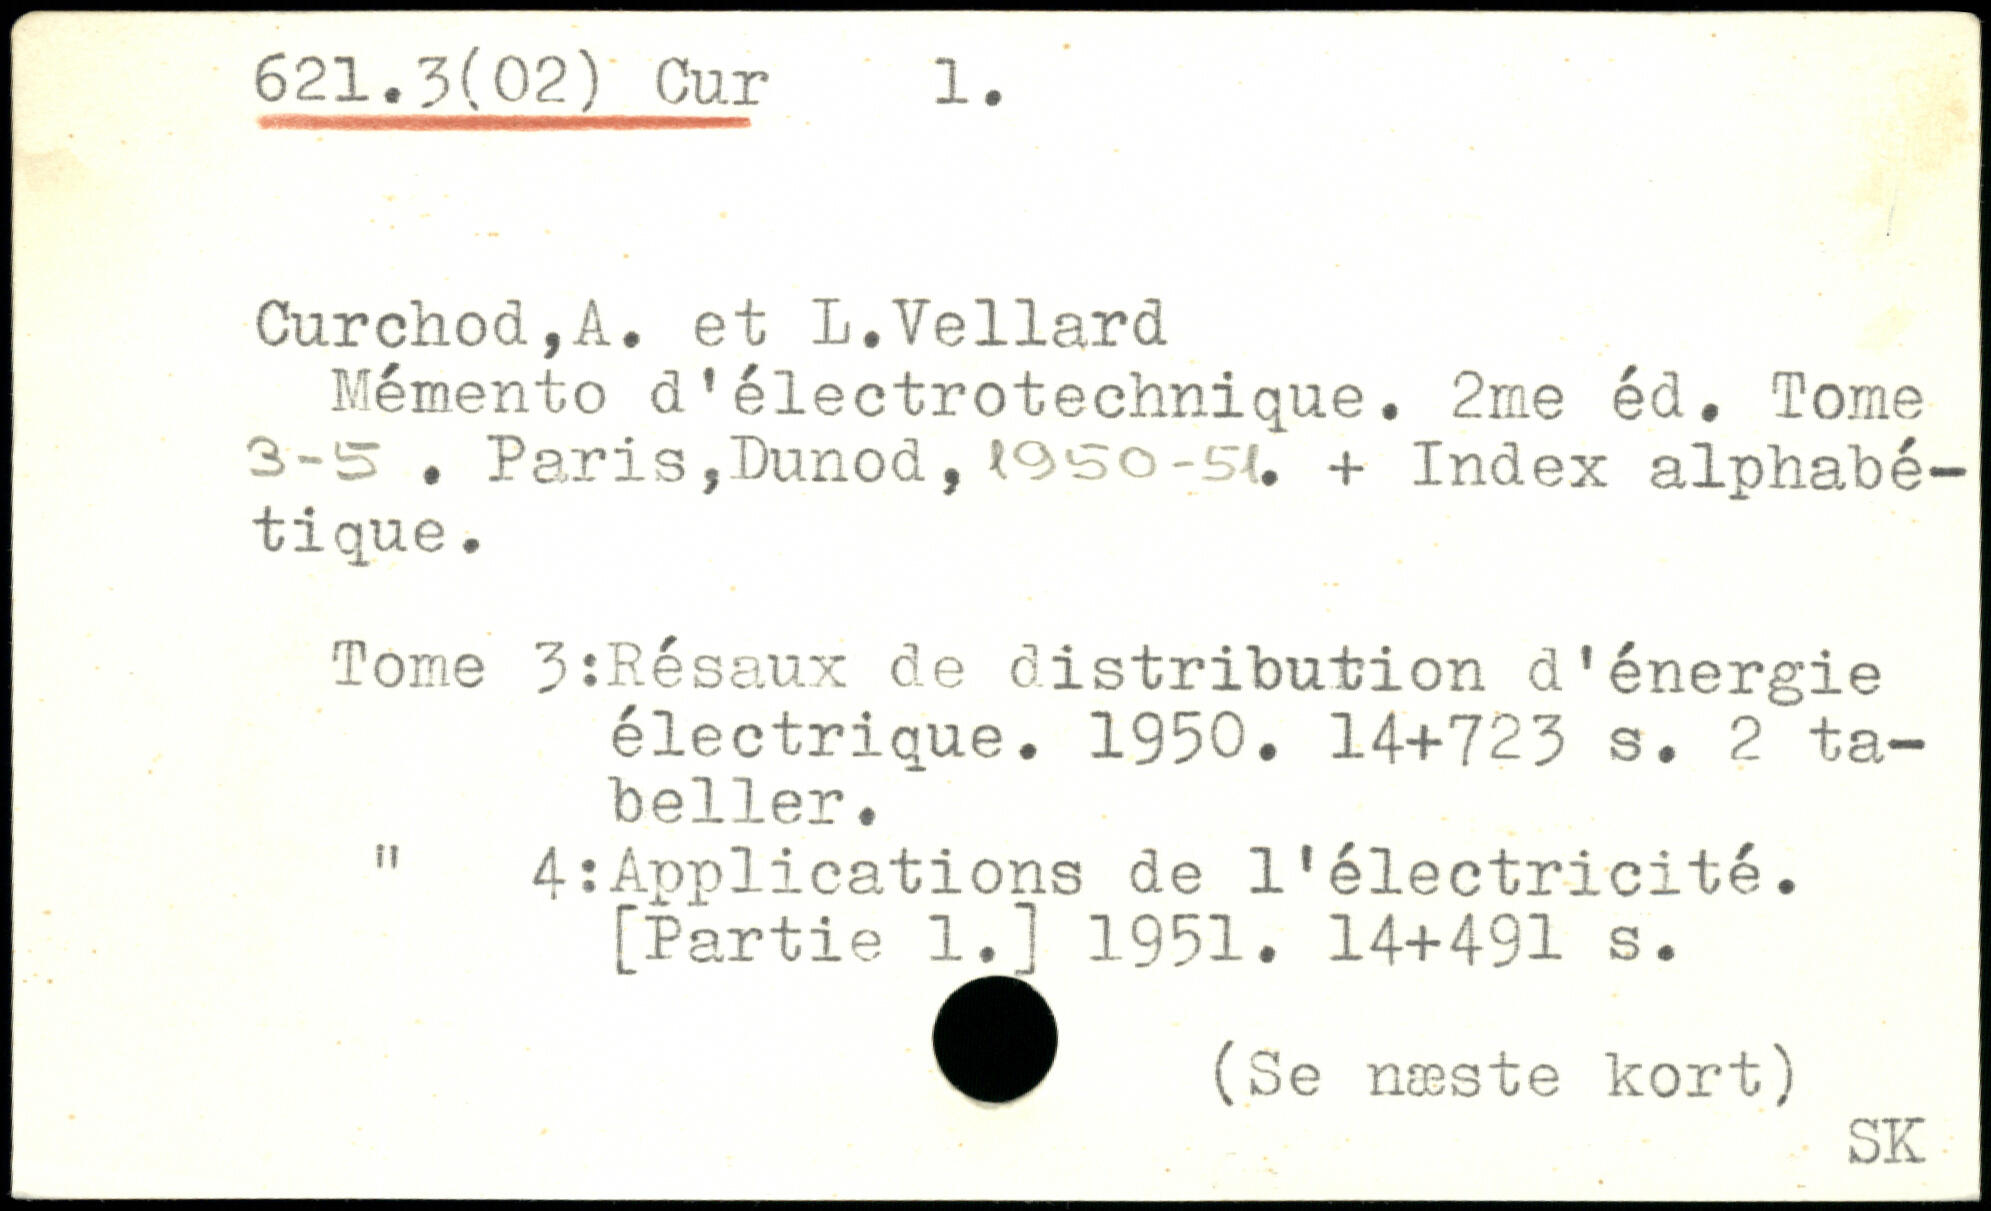 621.3(02) Cur 1.
Curchod,A. et L.Vellard
Mémento d'électrotechnique. 2me éd. Tome
3-5 . Paris,Dunod, 1950-51. + Index alphabé-
tique.
Tome 3:Résaux de distribution d'énergie
électrique. 1950. 14+723 s. 2 ta-
beller.
" 4:Applications de l'électricité.
[Partie 1.] 1951. 14+491 s.
(Se næste kort)
SK